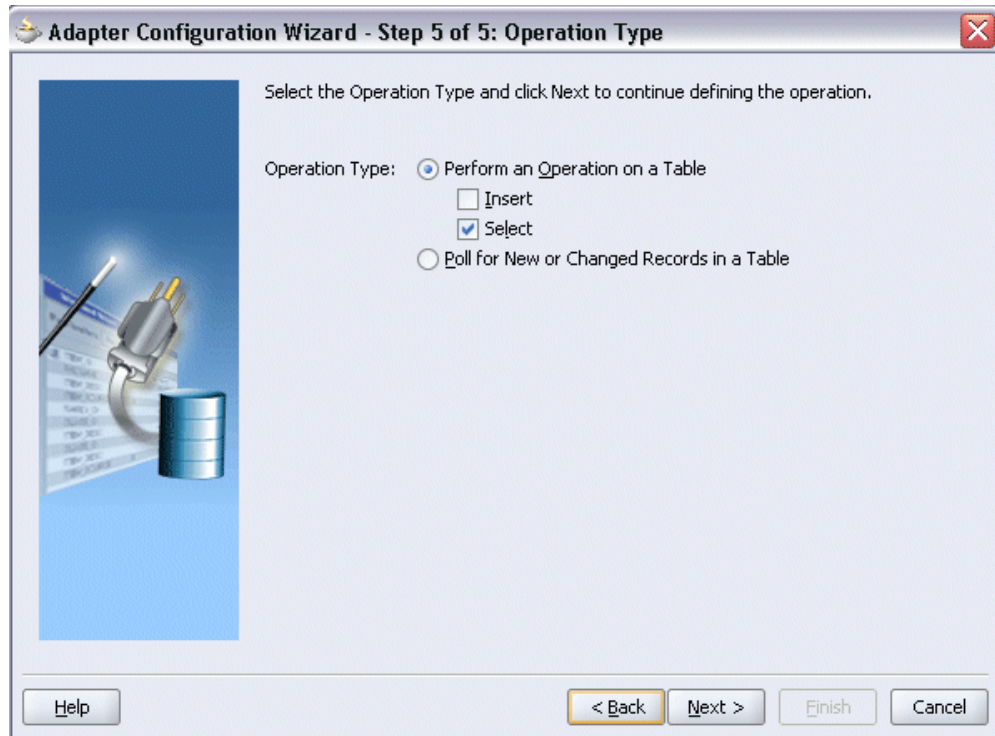 Adapter Configuration Wizard - Step 5 of 5: Operation Type
Select the Operation Type and click Next to continue defining the operation.
Operation Type: Perform an Operation on a Table
Insert
Select
Poll for New or Changed Records in a Table
Help < Back Next > Finish Cancel